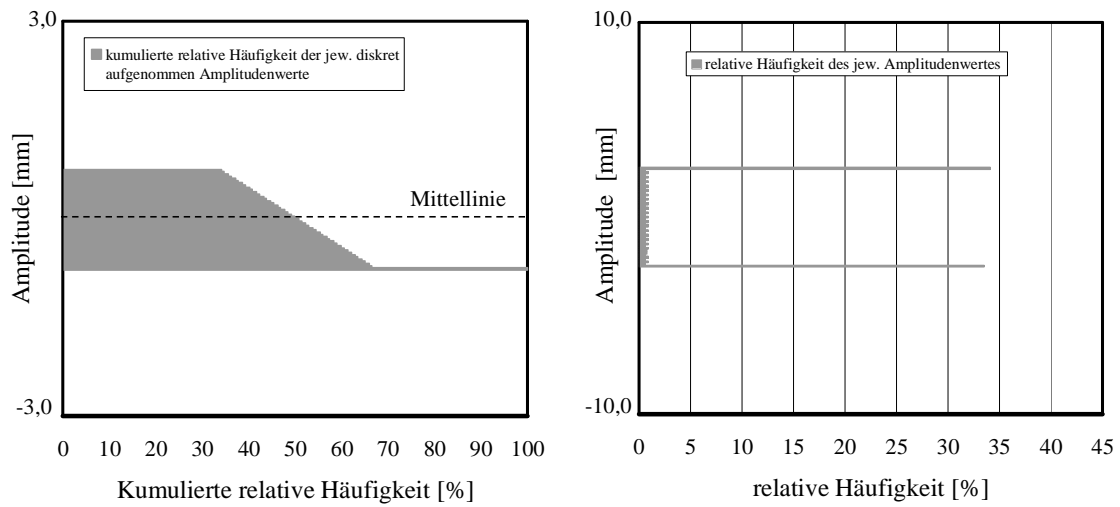 3,0
kumulierte relative Häufigkeit der jew. diskret
aufgenommen Amplitudenwerte
Amplitude [mm]
Mittellinie
-3,0
0 10 20 30 40 50 60 70 80 90 100
Kumulierte relative Häufigkeit [%]
10,0
relative Häufigkeit des jew. Amplitudenwertes
Amplitude [mm]
-10,0
0 5 10 15 20 25 30 35 40 45
relative Häufigkeit [%]